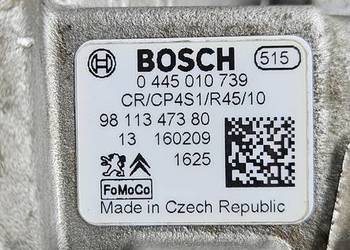 BOSCH 515
0 445 010 739
CR/CP4S1/R45/10
98 113 473 80
13 160209
1625
FoMoCo
Made in Czech Republic